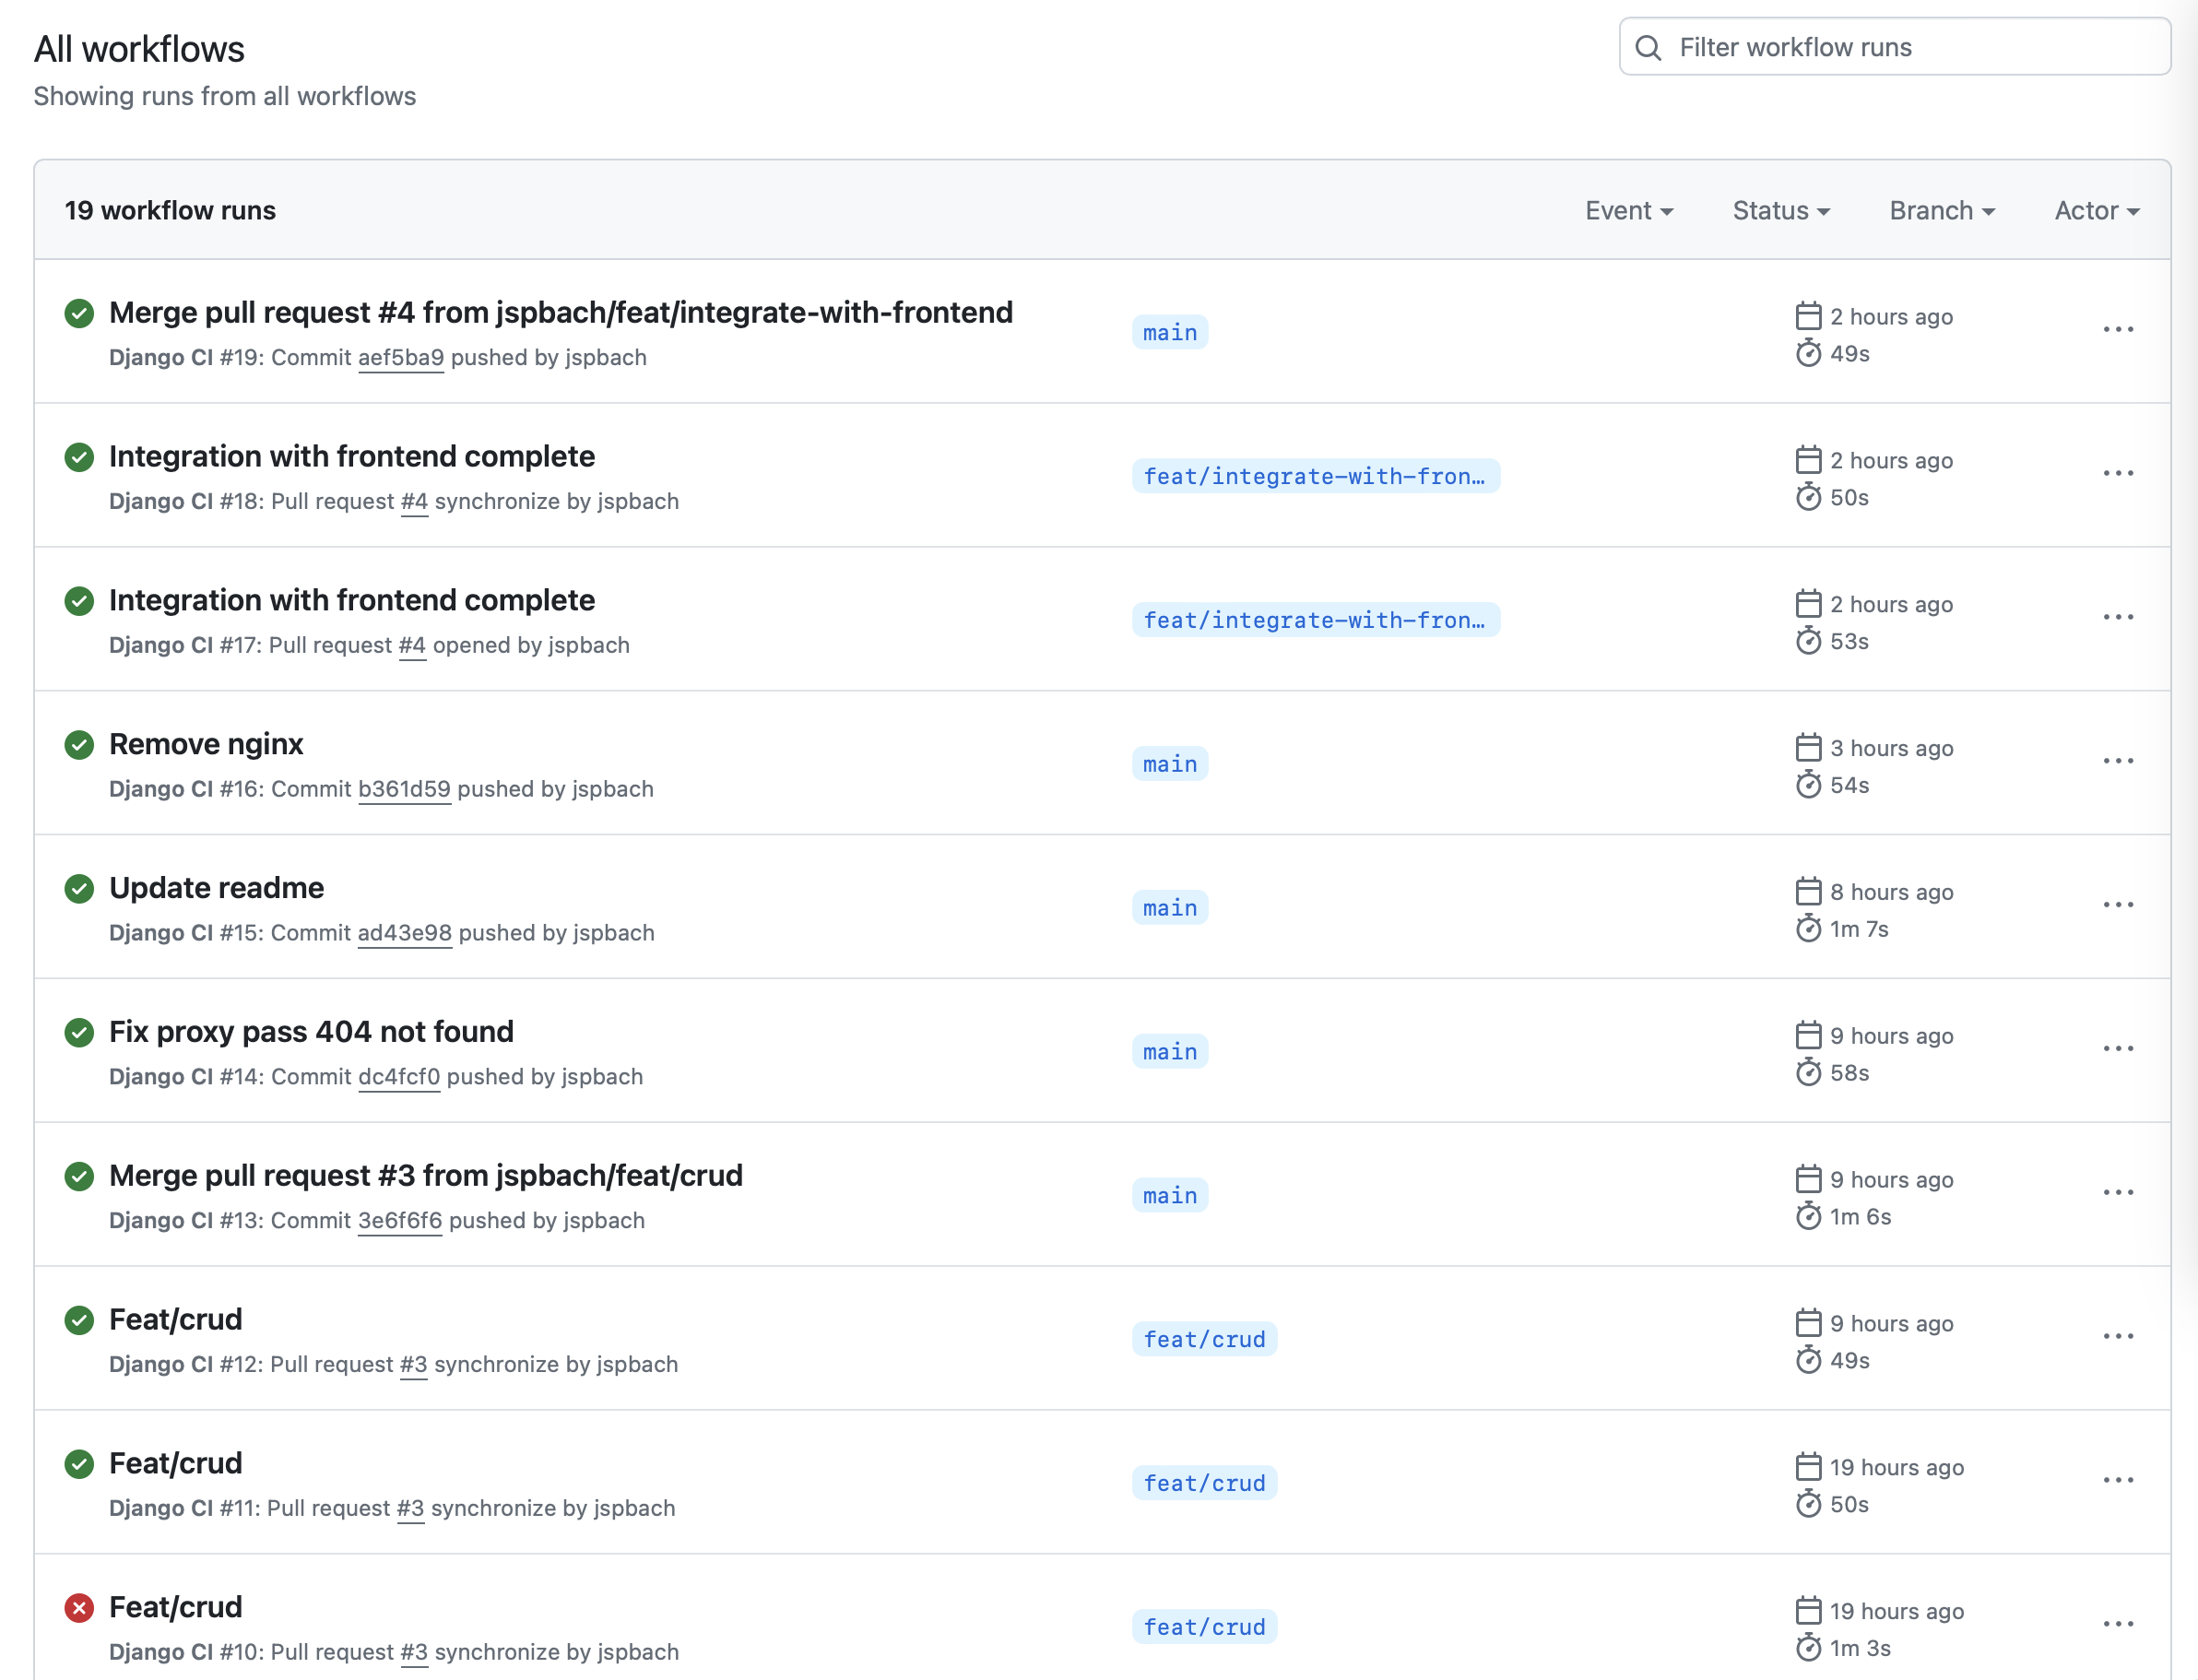 All workflows
Filter workflow runs
Showing runs from all workflows
19 workflow runs
Event
Status
Branch
Actor
Merge pull request #4 from jspbach/feat/integrate-with-frontend
Django CI #19: Commit aef5ba9 pushed by jspbach
main
2 hours ago
49s
Integration with frontend complete
Django CI #18: Pull request #4 synchronize by jspbach
feat/integrate-with-fron…
2 hours ago
50s
Integration with frontend complete
Django CI #17: Pull request #4 opened by jspbach
feat/integrate-with-fron…
2 hours ago
53s
Remove nginx
Django CI #16: Commit b361d59 pushed by jspbach
main
3 hours ago
54s
Update readme
Django CI #15: Commit ad43e98 pushed by jspbach
main
8 hours ago
1m 7s
Fix proxy pass 404 not found
Django CI #14: Commit dc4fcf0 pushed by jspbach
main
9 hours ago
58s
Merge pull request #3 from jspbach/feat/crud
Django CI #13: Commit 3e6f6f6 pushed by jspbach
main
9 hours ago
1m 6s
Feat/crud
Django CI #12: Pull request #3 synchronize by jspbach
feat/crud
9 hours ago
49s
Feat/crud
Django CI #11: Pull request #3 synchronize by jspbach
feat/crud
19 hours ago
50s
Feat/crud
Django CI #10: Pull request #3 synchronize by jspbach
feat/crud
19 hours ago
1m 3s